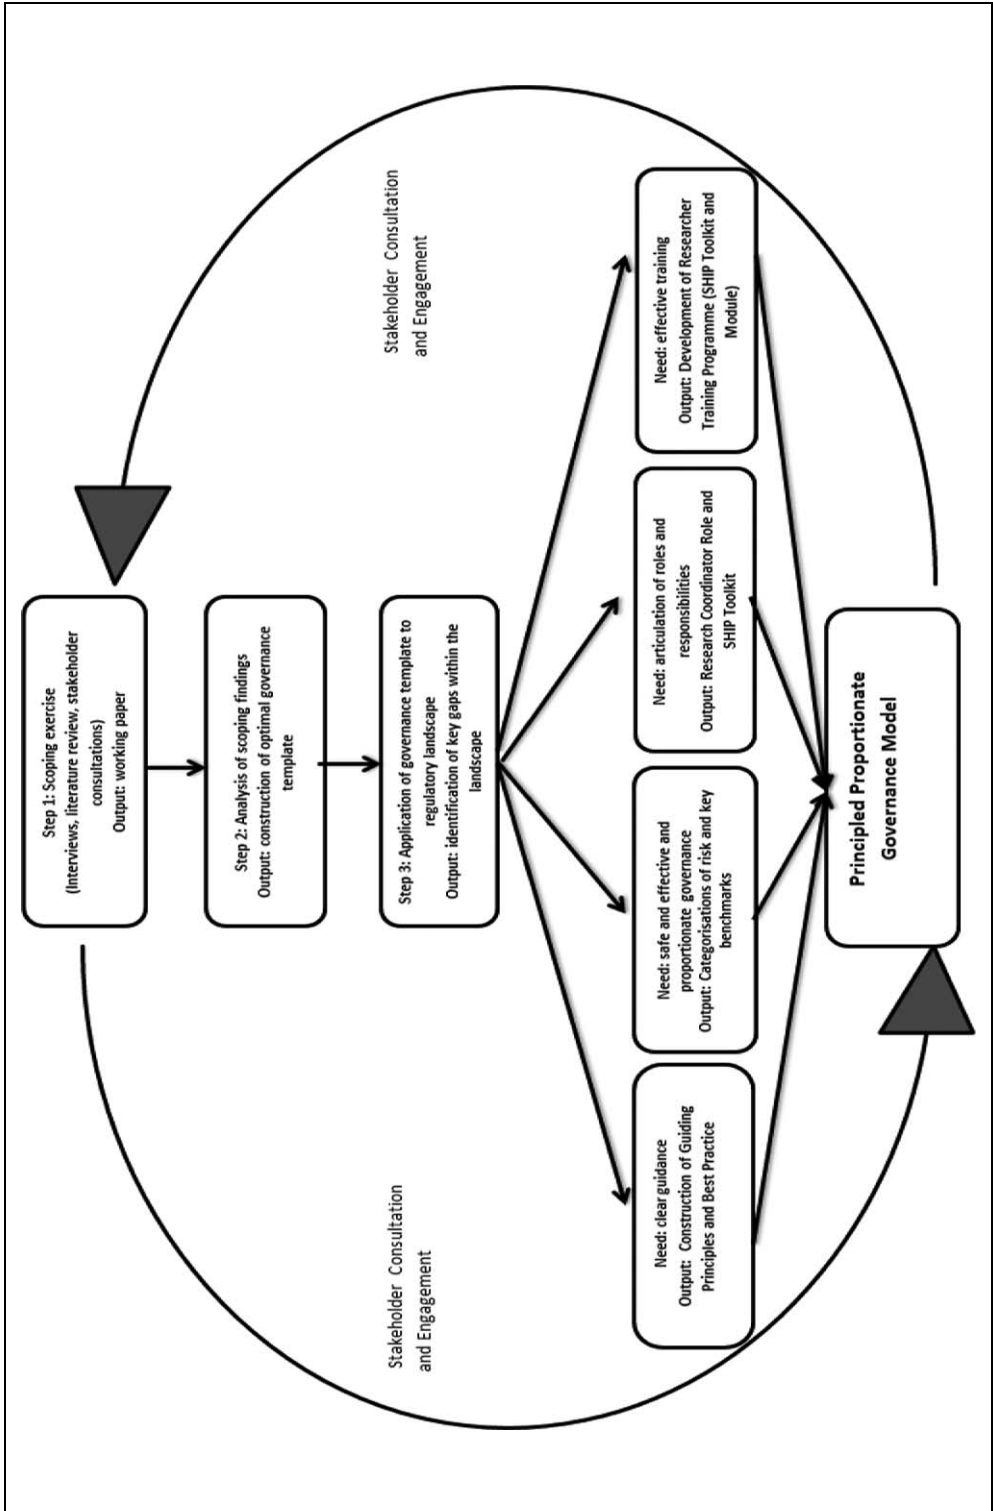 Step 1: Scoping exercise
(Interviews, literature review, stakeholder
consultations)
Output: working paper
Step 2: Analysis of scoping findings
Output: construction of optimal governance
template
Step 3: Application of governance template to
regulatory landscape
Output: identification of key gaps within the
landscape
Stakeholder Consultation
and Engagement
Stakeholder Consultation
and Engagement
Need: clear guidance
Output: Construction of Guiding
Principles and Best Practice
Need: safe and effective and
proportionate governance
Output: Categorisations of risk and key
benchmarks
Need: articulation of roles and
responsibilities
Output: Research Coordinator Role and
SHIP Toolkit
Need: effective training
Output: Development of Researcher
Training Programme (SHIP Toolkit and
Module)
Principled Proportionate
Governance Model